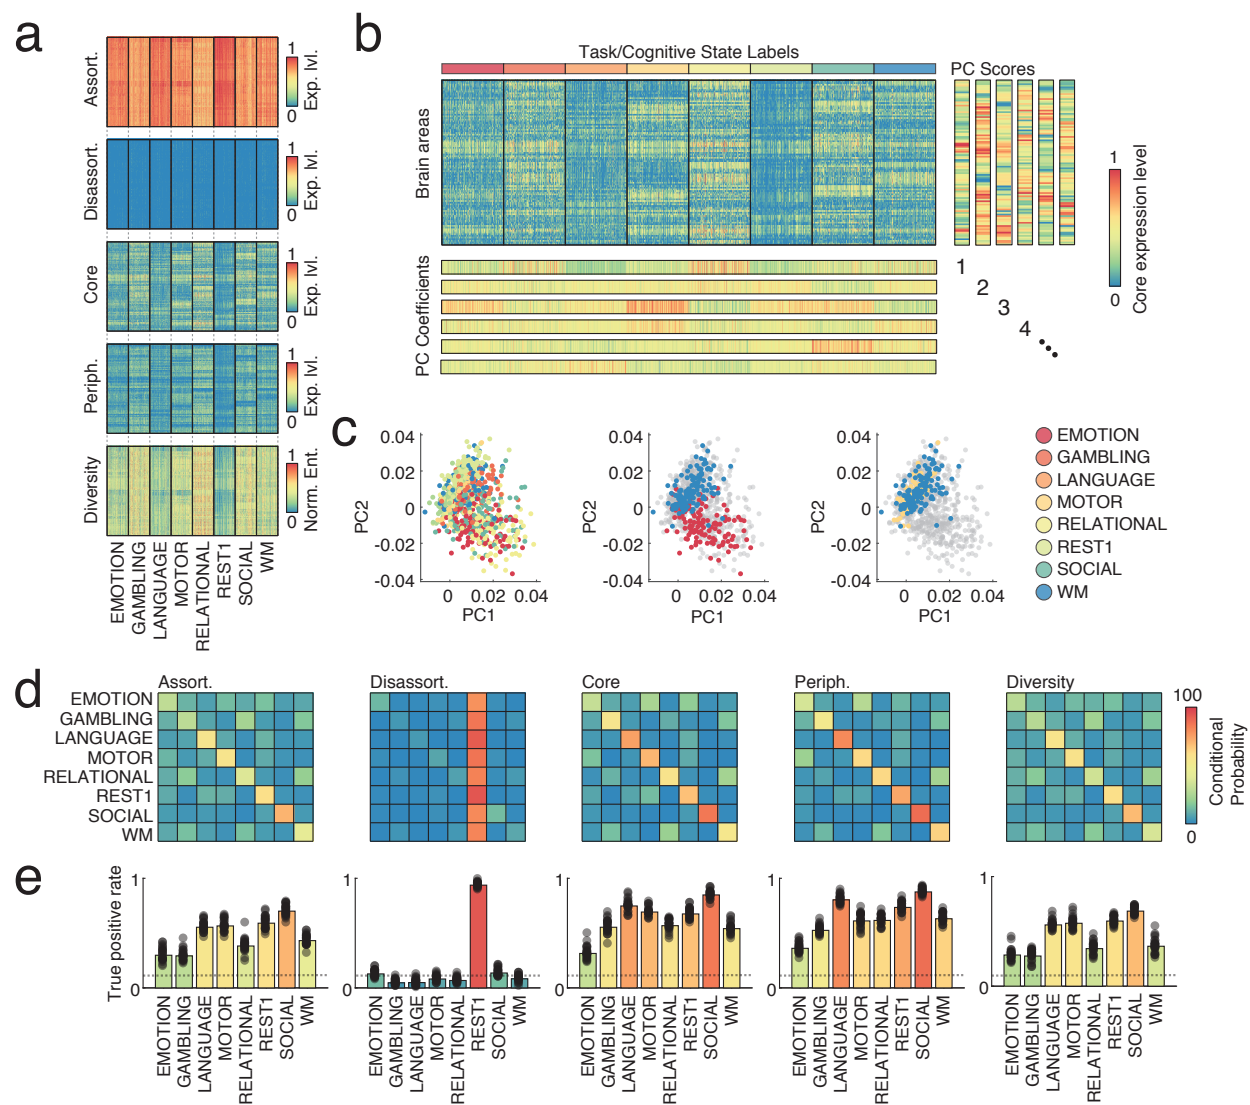 a
Assort.
1
0
Exp. lvl.
Disassort.
1
0
Exp. lvl.
Core
1
0
Exp. lvl.
Periph.
1
0
Exp. lvl.
Diversity
1
0
Norm. Ent.
EMOTION
GAMBLING
LANGUAGE
MOTOR
RELATIONAL
REST1
SOCIAL
WM
b
Task/Cognitive State Labels
PC Scores
Brain areas
PC Coefficients
1
2
3
4
1
0
Core expression level
c
0.04
0.02
0
-0.02
-0.04
PC2
0 0.02 0.04
PC1
0.04
0.02
0
-0.02
-0.04
PC2
0 0.02 0.04
PC1
0.04
0.02
0
-0.02
-0.04
PC2
0 0.02 0.04
PC1
EMOTION
GAMBLING
LANGUAGE
MOTOR
RELATIONAL
REST1
SOCIAL
WM
d
Assort.
Disassort.
Core
Periph.
Diversity
EMOTION
GAMBLING
LANGUAGE
MOTOR
RELATIONAL
REST1
SOCIAL
WM
100
0
Conditional
Probability
e
True positive rate
1
0
EMOTION
GAMBLING
LANGUAGE
MOTOR
RELATIONAL
REST1
SOCIAL
WM
1
0
EMOTION
GAMBLING
LANGUAGE
MOTOR
RELATIONAL
REST1
SOCIAL
WM
1
0
EMOTION
GAMBLING
LANGUAGE
MOTOR
RELATIONAL
REST1
SOCIAL
WM
1
0
EMOTION
GAMBLING
LANGUAGE
MOTOR
RELATIONAL
REST1
SOCIAL
WM
1
0
EMOTION
GAMBLING
LANGUAGE
MOTOR
RELATIONAL
REST1
SOCIAL
WM